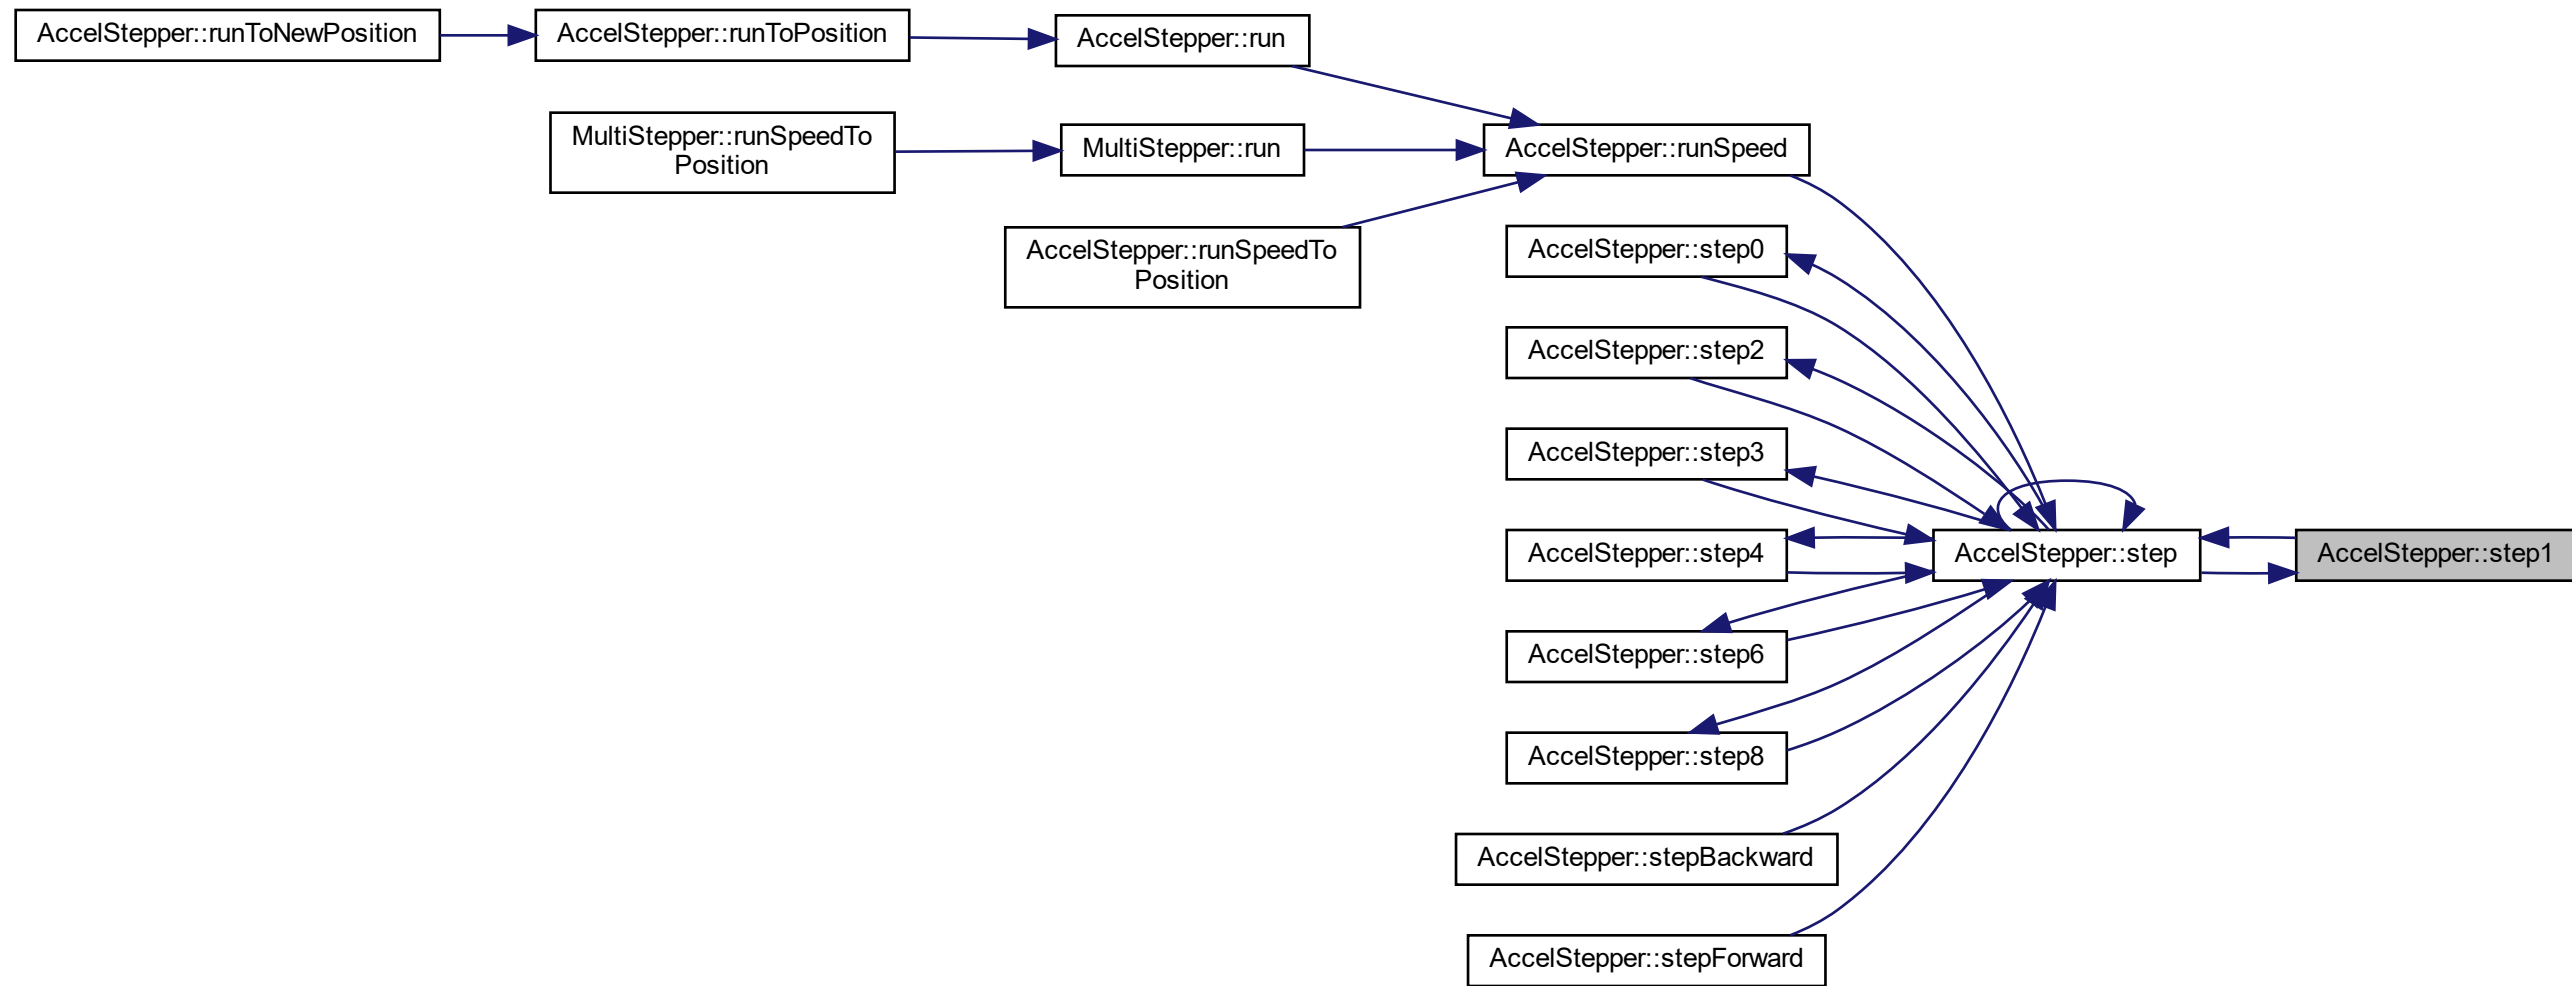 AccelStepper::runToNewPosition
AccelStepper::runToPosition
AccelStepper::run
MultiStepper::runSpeedTo
Position
MultiStepper::run
AccelStepper::runSpeed
AccelStepper::runSpeedTo
Position
AccelStepper::step0
AccelStepper::step2
AccelStepper::step3
AccelStepper::step4
AccelStepper::step
AccelStepper::step1
AccelStepper::step6
AccelStepper::step8
AccelStepper::stepBackward
AccelStepper::stepForward